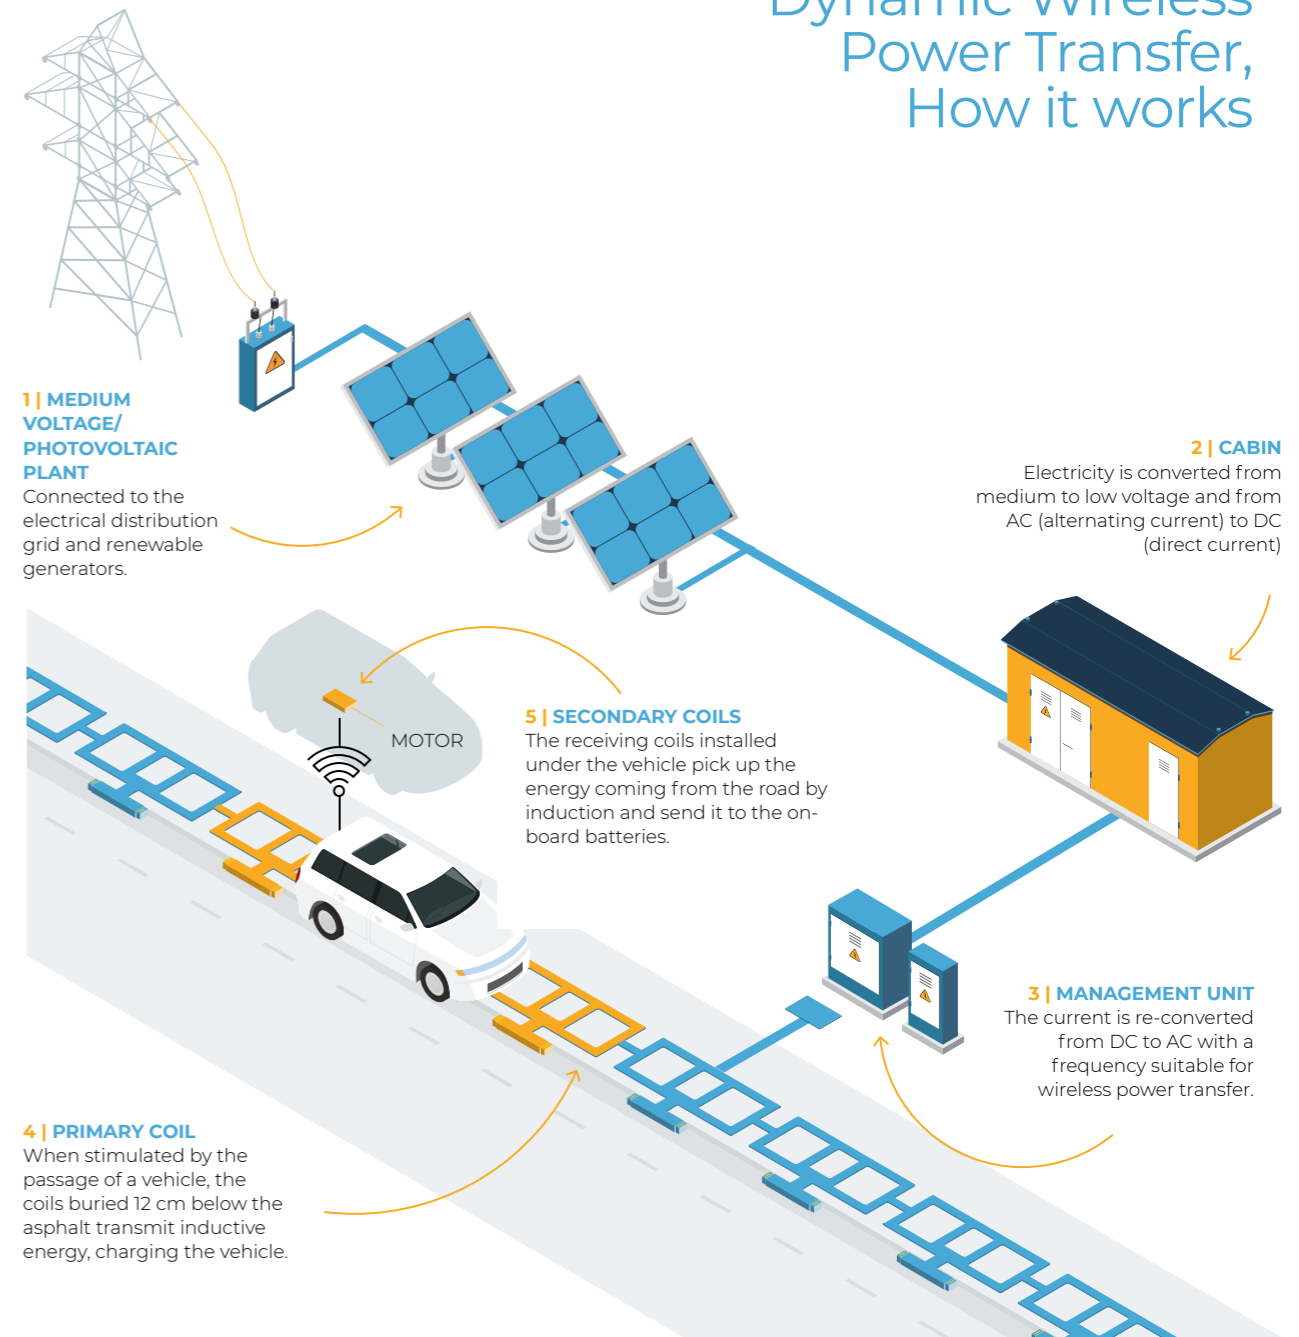 Dynamic Wireless
Power Transfer,
How it works
1 | MEDIUM
VOLTAGE/
PHOTOVOLTAIC
PLANT
Connected to the
electrical distribution
grid and renewable
generators.
2 | CABIN
Electricity is converted from
medium to low voltage and from
AC (alternating current) to DC
(direct current)
MOTOR
5 | SECONDARY COILS
The receiving coils installed
under the vehicle pick up the
energy coming from the road by
induction and send it to the on-
board batteries.
3 | MANAGEMENT UNIT
The current is re-converted
from DC to AC with a
frequency suitable for
wireless power transfer.
4 | PRIMARY COIL
When stimulated by the
passage of a vehicle, the
coils buried 12 cm below the
asphalt transmit inductive
energy, charging the vehicle.